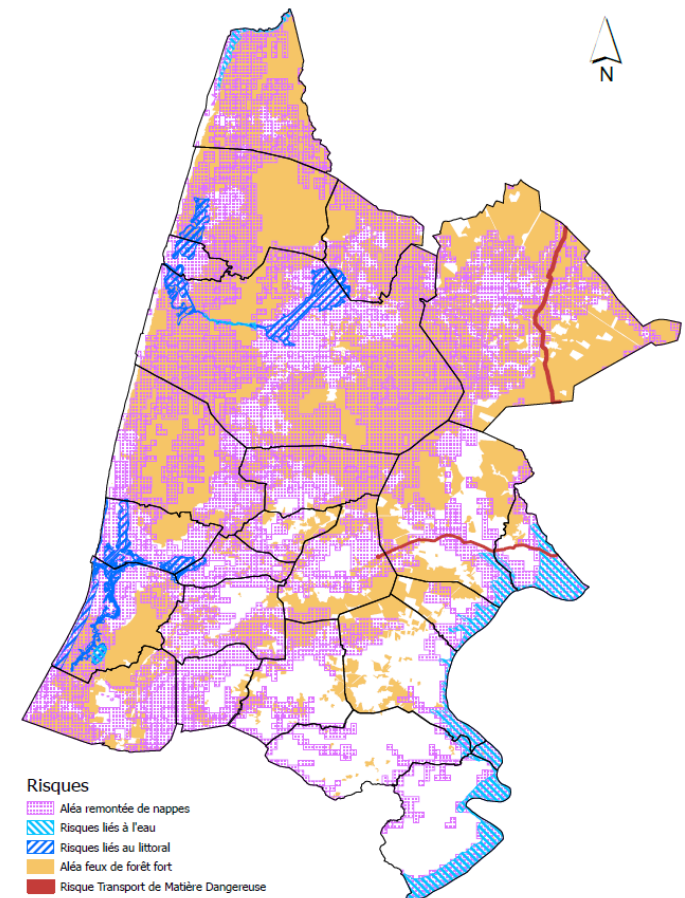 N
Risques
Aléa remontée de nappes
Risques liés à l'eau
Risques liés au littoral
Aléa feux de forêt fort
Risque Transport de Matière Dangereuse